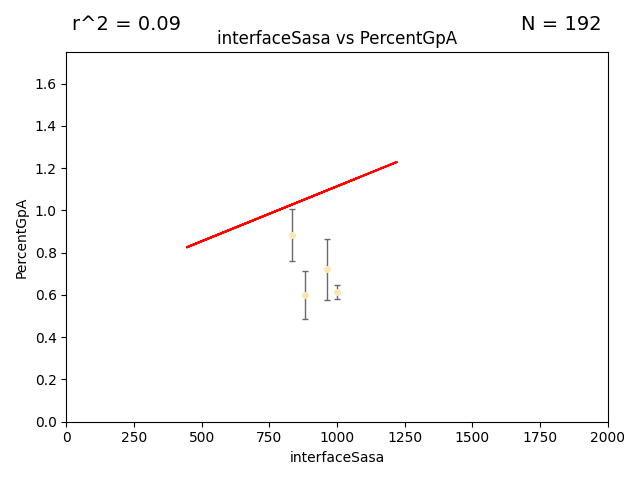 r^2 = 0.09
N = 192
interfaceSasa vs PercentGpA
1.6
1.4
1.2
1.0
0.8
0.6
0.4
0.2
0.0
PercentGpA
0 250 500 750 1000 1250 1500 1750 2000
interfaceSasa